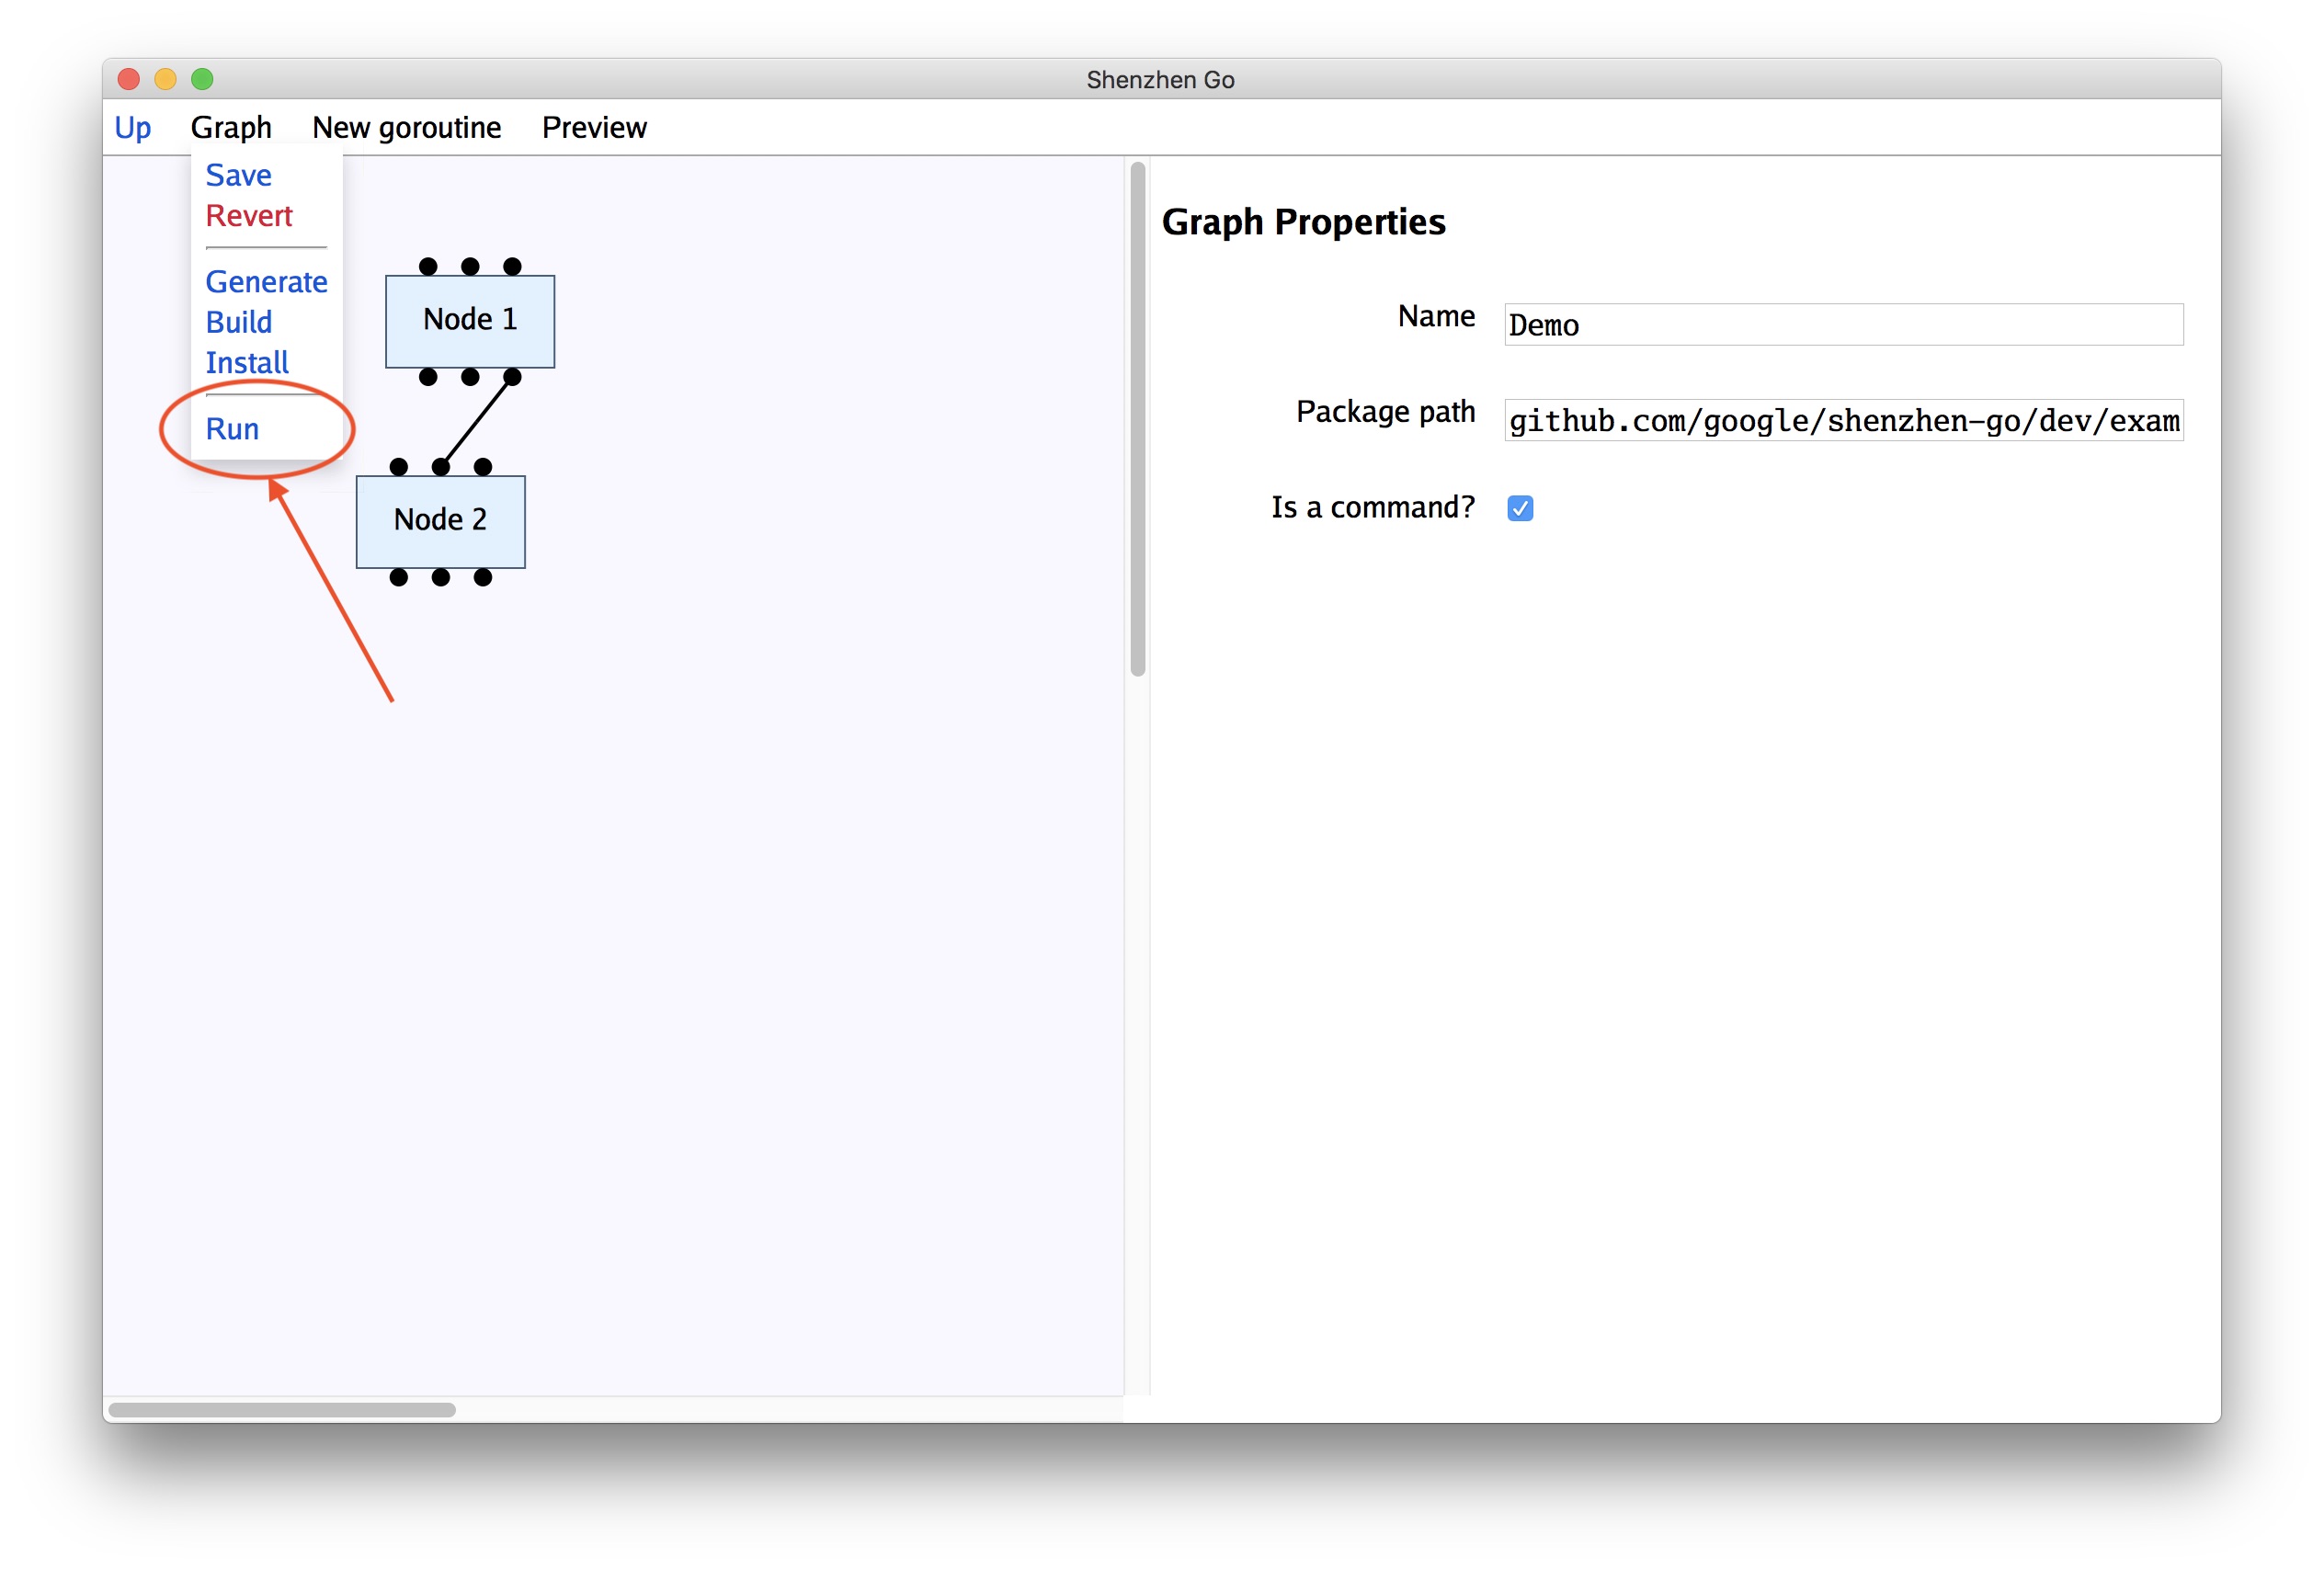 Shenzhen Go
Up Graph New goroutine Preview
Save
Revert
Generate
Build
Install
Run
Node 1
Node 2
Graph Properties
Name Demo
Package path github.com/google/shenzhen-go/dev/exam
Is a command?